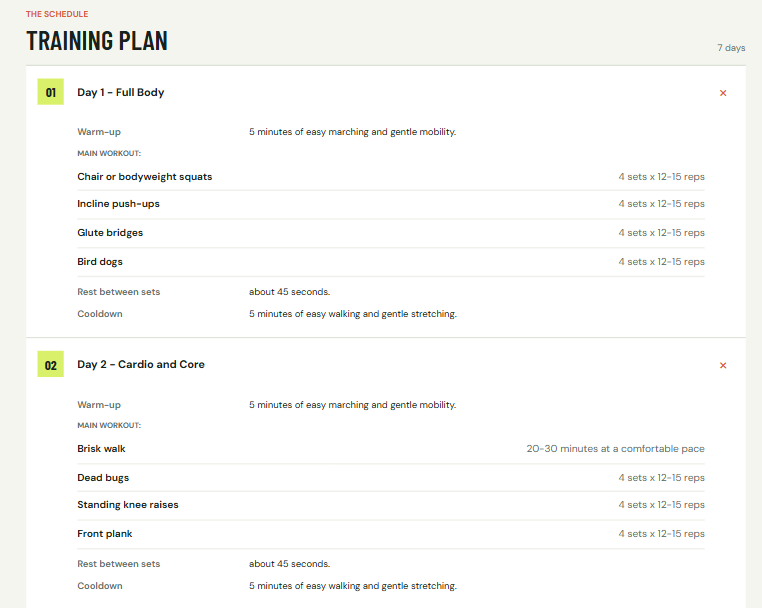 THE SCHEDULE
TRAINING PLAN
7 days
01 Day 1 - Full Body ×
Warm-up 5 minutes of easy marching and gentle mobility.
MAIN WORKOUT:
Chair or bodyweight squats 4 sets x 12-15 reps
Incline push-ups 4 sets x 12-15 reps
Glute bridges 4 sets x 12-15 reps
Bird dogs 4 sets x 12-15 reps
Rest between sets about 45 seconds.
Cooldown 5 minutes of easy walking and gentle stretching.
02 Day 2 - Cardio and Core ×
Warm-up 5 minutes of easy marching and gentle mobility.
MAIN WORKOUT:
Brisk walk 20-30 minutes at a comfortable pace
Dead bugs 4 sets x 12-15 reps
Standing knee raises 4 sets x 12-15 reps
Front plank 4 sets x 12-15 reps
Rest between sets about 45 seconds.
Cooldown 5 minutes of easy walking and gentle stretching.